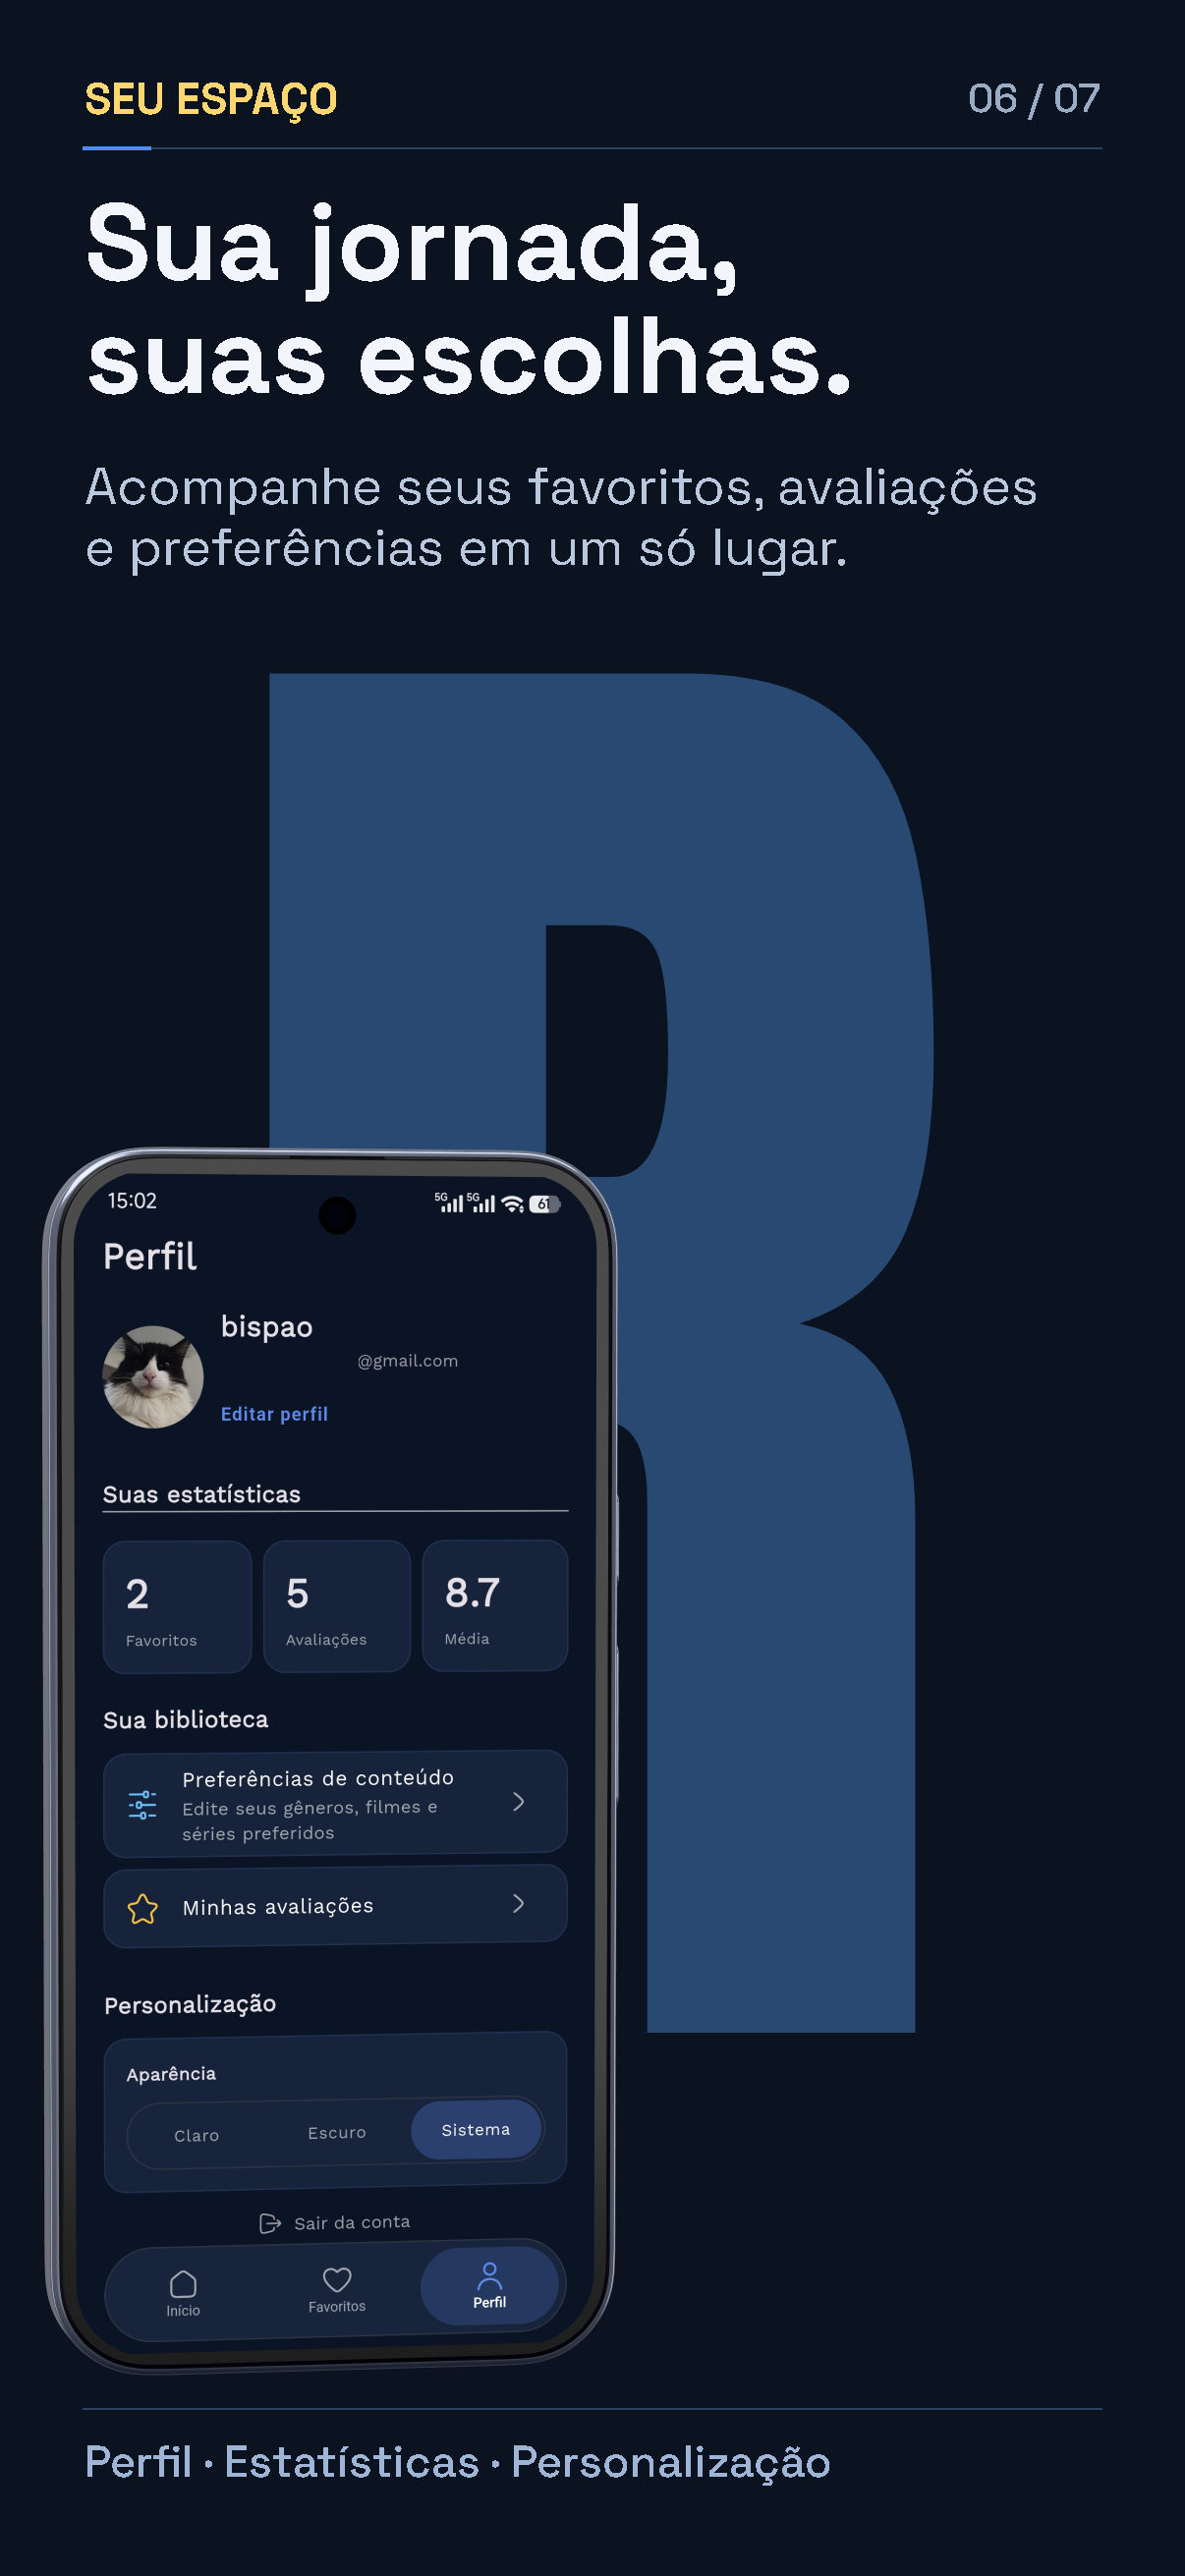 SEU ESPAÇO
06 / 07
Sua jornada,
suas escolhas.
Acompanhe seus favoritos, avaliações
e preferências em um só lugar.
R
15:02
5G 5G 61
Perfil
bispao
@gmail.com
Editar perfil
Suas estatísticas
2 5 8.7
Favoritos Avaliações Média
Sua biblioteca
Preferências de conteúdo
Edite seus gêneros, filmes e
séries preferidos
Minhas avaliações
Personalização
Aparência
Claro Escuro Sistema
Sair da conta
Início Favoritos Perfil
Perfil · Estatísticas · Personalização